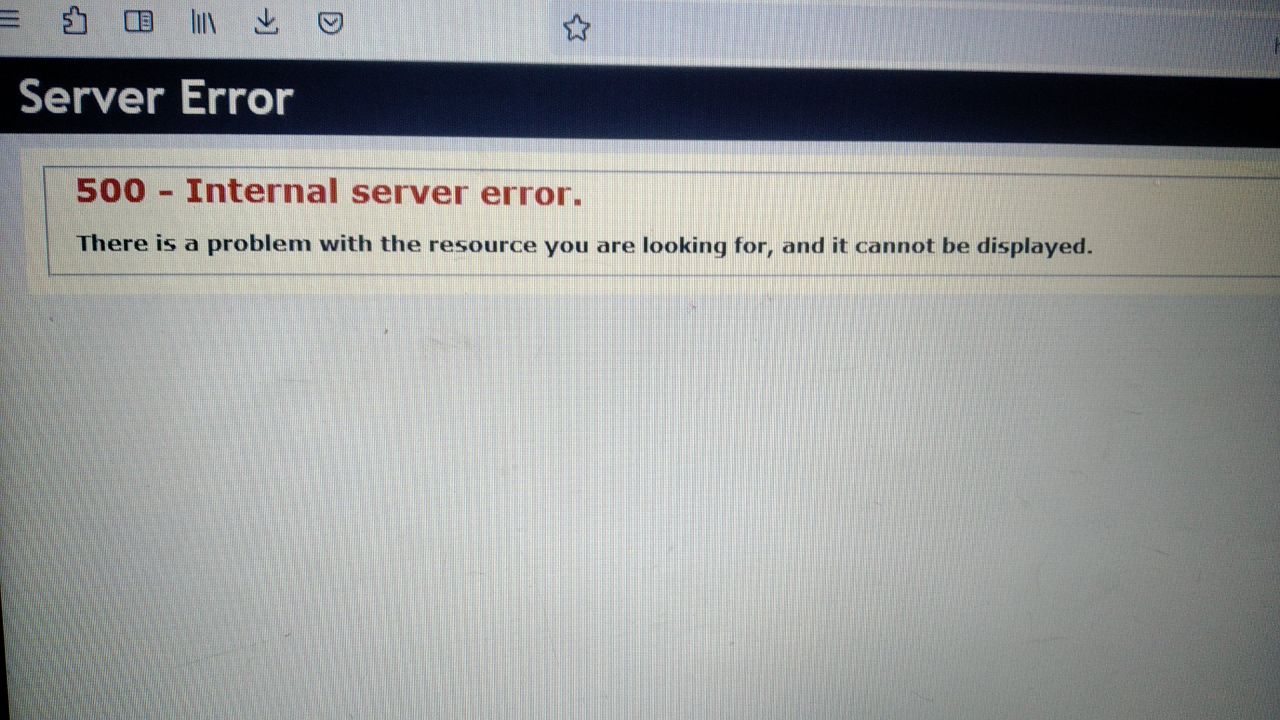 Server Error
500 - Internal server error.
There is a problem with the resource you are looking for, and it cannot be displayed.